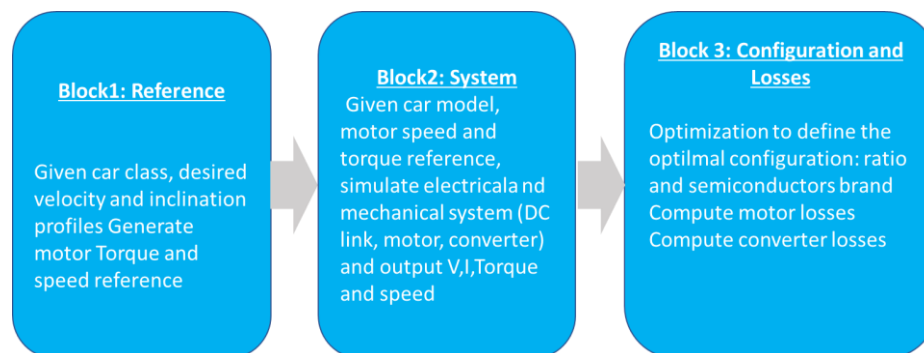 Block1: Reference
Given car class, desired
velocity and inclination
profiles Generate
motor Torque and
speed reference
Block2: System
Given car model,
motor speed and
torque reference,
simulate electricala nd
mechanical system (DC
link, motor, converter)
and output V,I,Torque
and speed
Block 3: Configuration and
Losses
Optimization to define the
optilmal configuration: ratio
and semiconductors brand
Compute motor losses
Compute converter losses